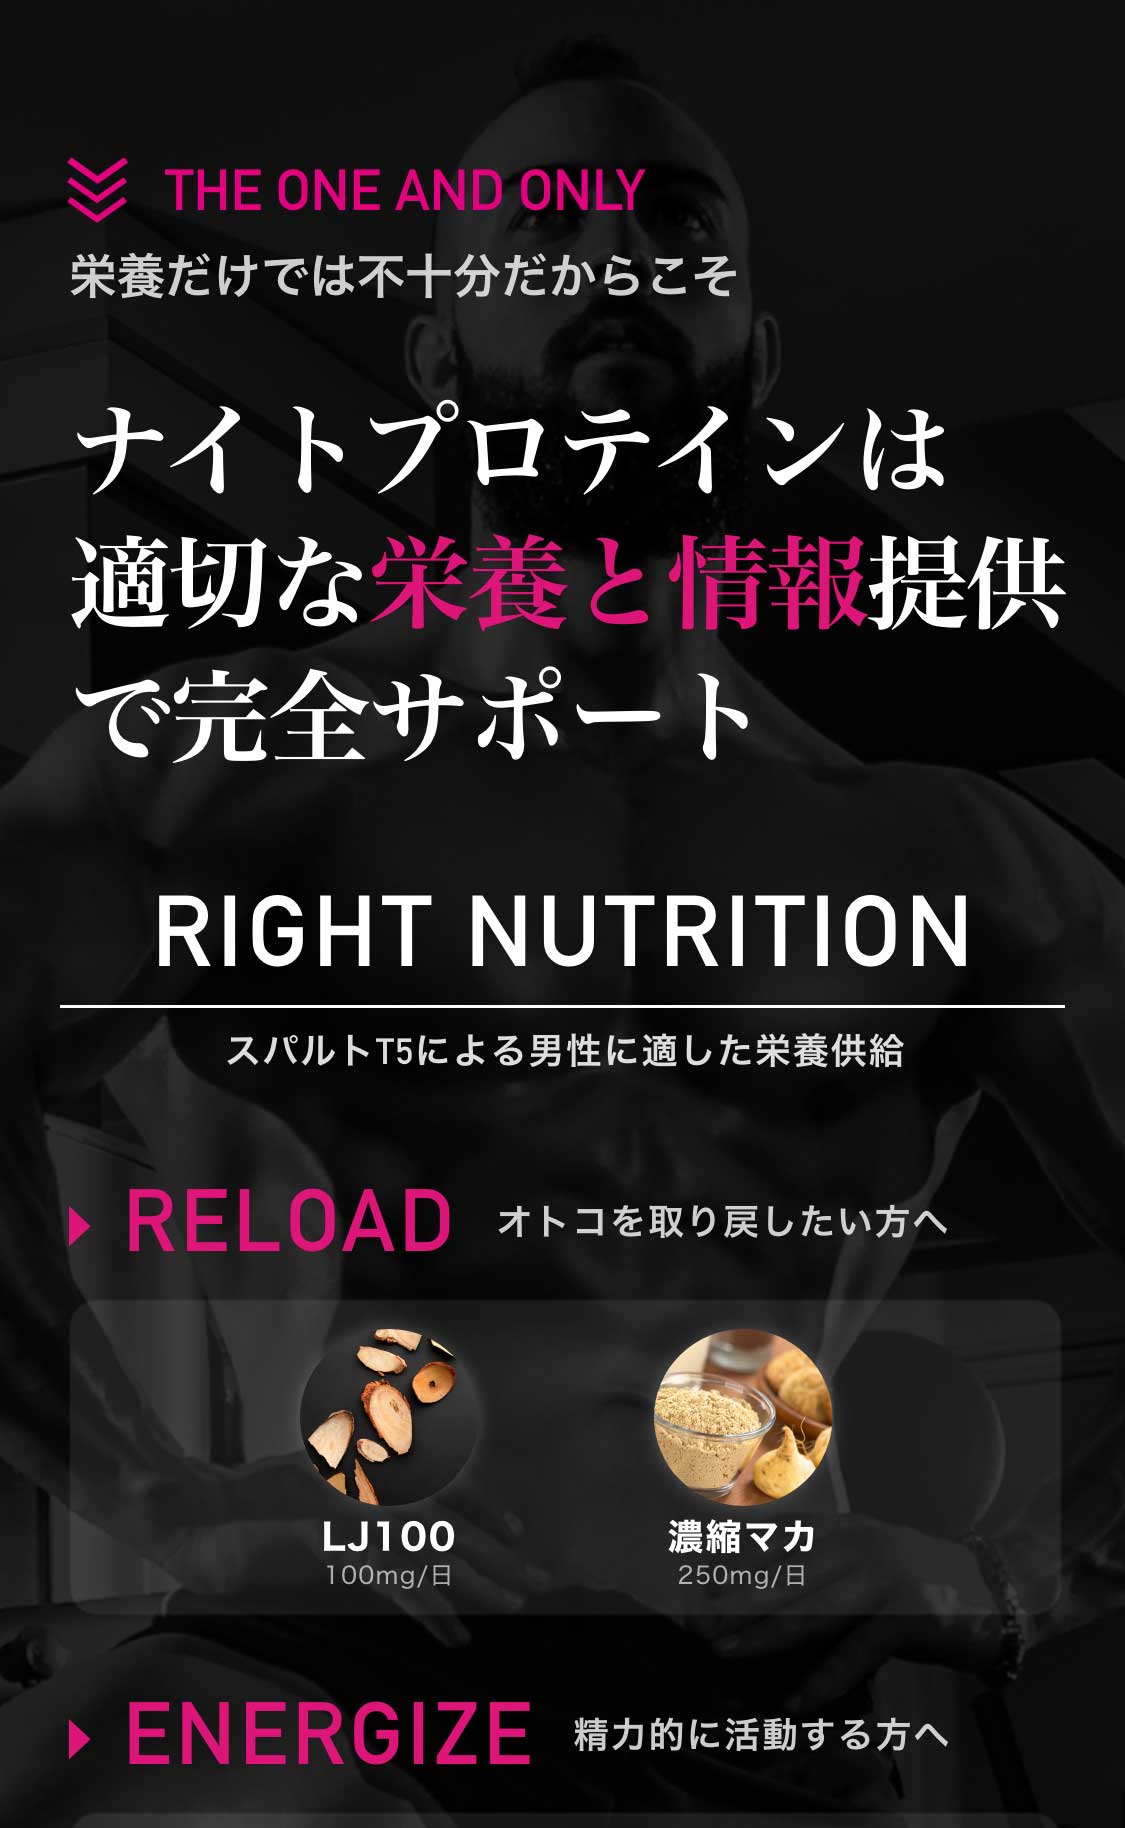 THE ONE AND ONLY
栄養だけでは不十分だからこそ
ナイトプロテインは
適切な栄養と情報提供
で完全サポート
RIGHT NUTRITION
スパルトT5による男性に適した栄養供給
RELOAD オトコを取り戻したい方へ
LJ100 濃縮マカ
100mg/日 250mg/日
ENERGIZE 精力的に活動する方へ